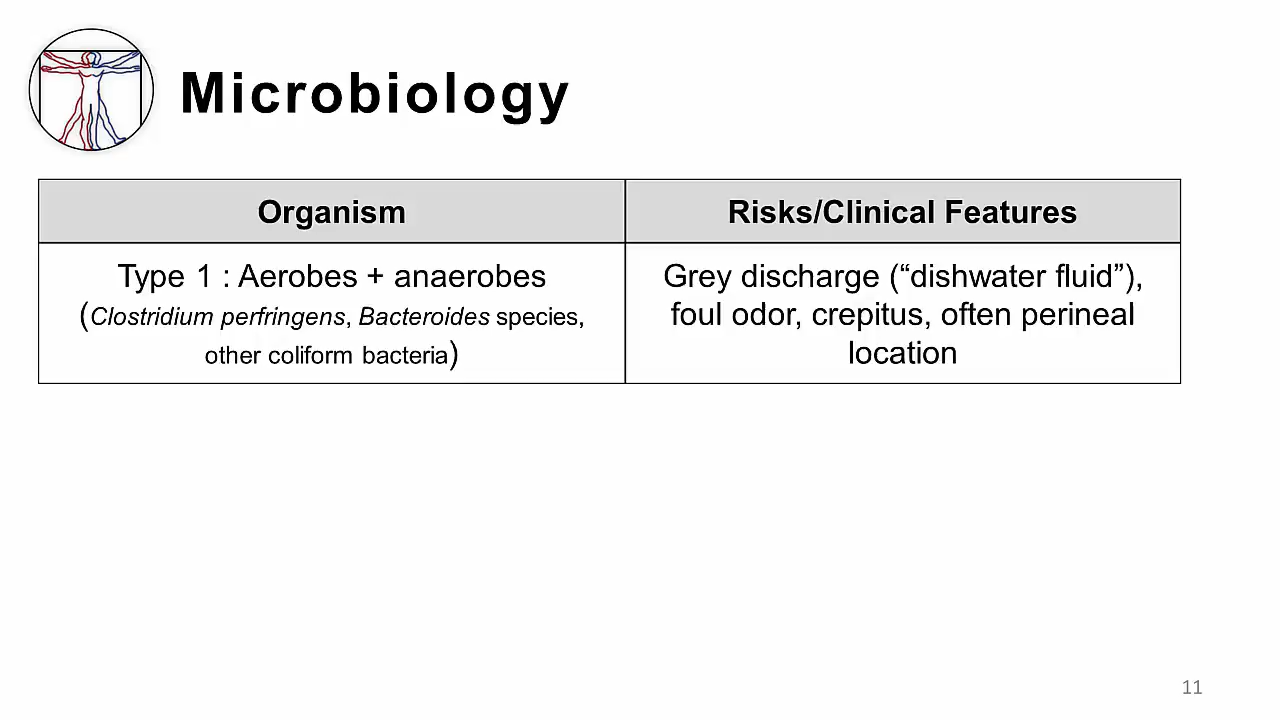 Microbiology
Organism
Risks/Clinical Features
Type 1 : Aerobes + anaerobes
(Clostridium perfringens, Bacteroides species,
other coliform bacteria)
Grey discharge (“dishwater fluid”),
foul odor, crepitus, often perineal
location
11